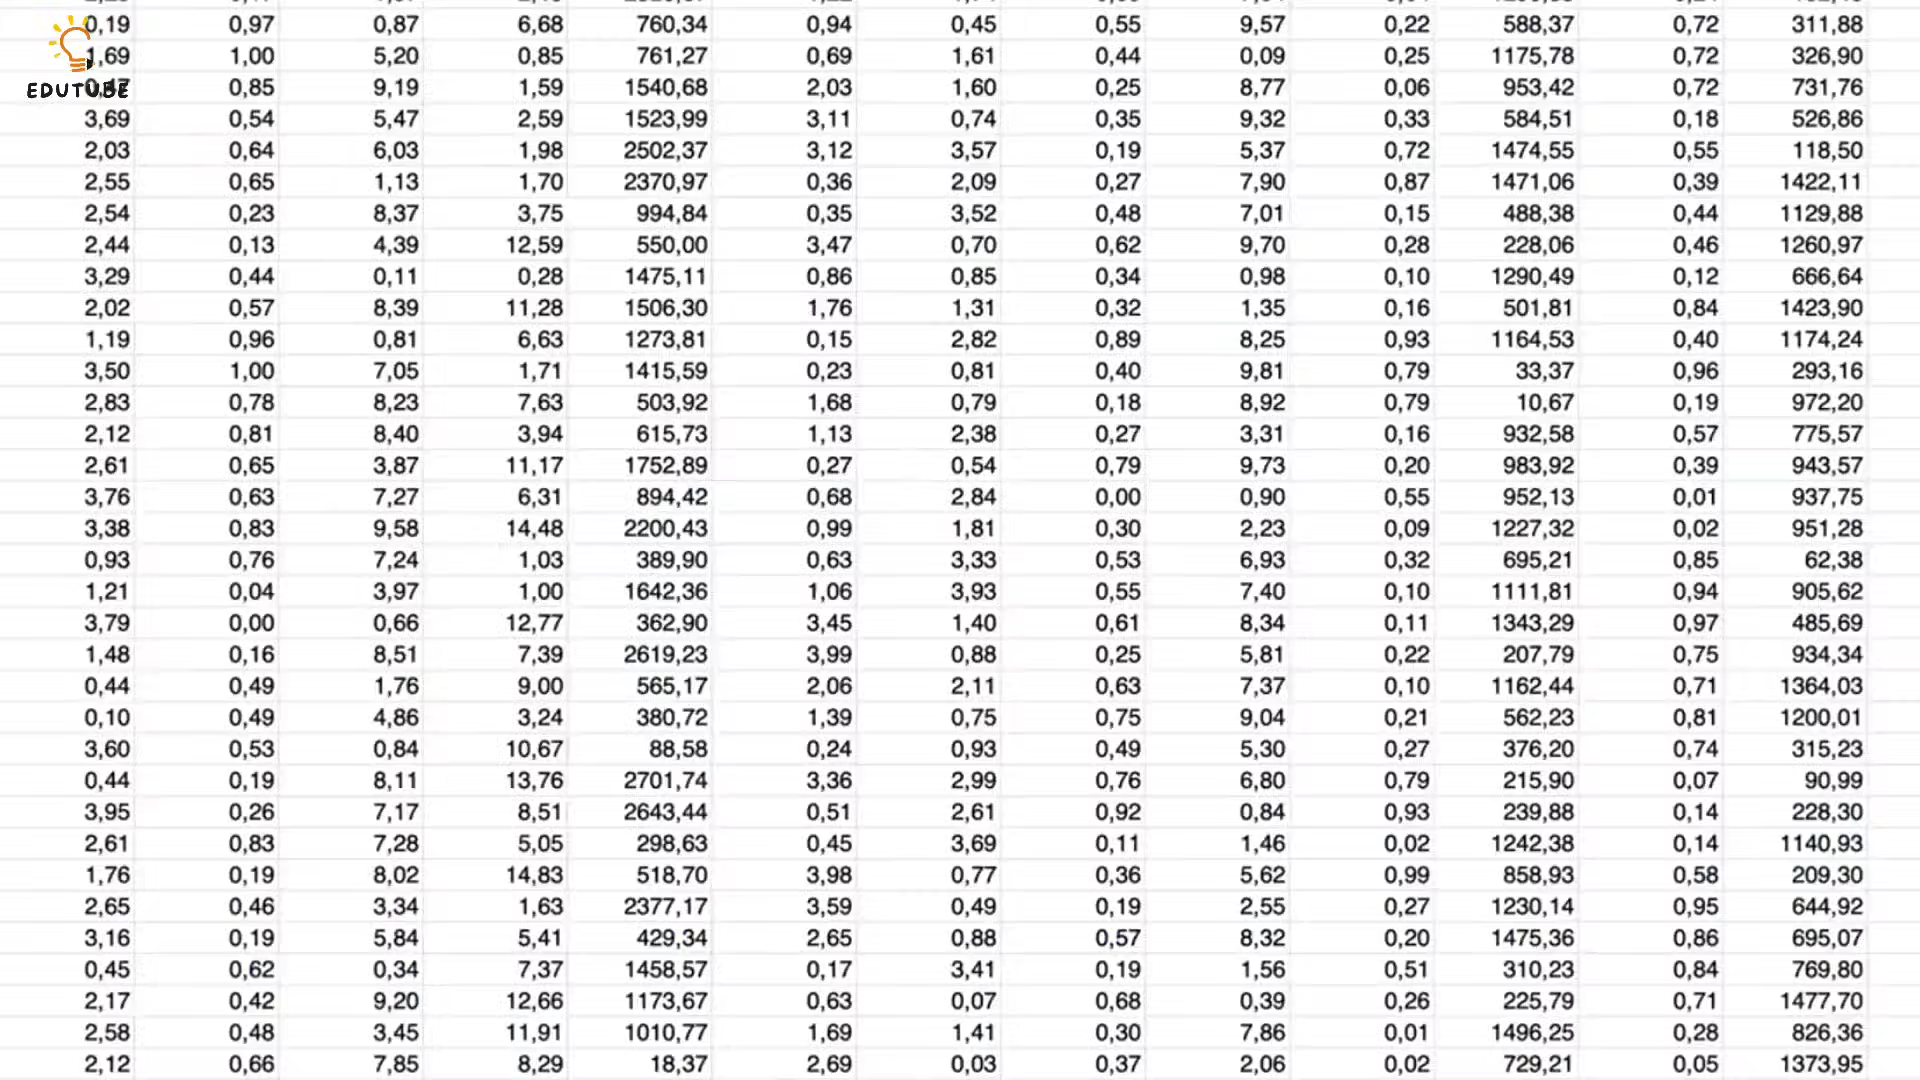 0,19 0,97 0,87 6,68 760,34 0,94 0,45 0,55 9,57 0,22 588,37 0,72 311,88
1,69 1,00 5,20 0,85 761,27 0,69 1,61 0,44 0,09 0,25 1175,78 0,72 326,90
EDUTUBE 0,85 9,19 1,59 1540,68 2,03 1,60 0,25 8,77 0,06 953,42 0,72 731,76
3,69 0,54 5,47 2,59 1523,99 3,11 0,74 0,35 9,32 0,33 584,51 0,18 526,86
2,03 0,64 6,03 1,98 2502,37 3,12 3,57 0,19 5,37 0,72 1474,55 0,55 118,50
2,55 0,65 1,13 1,70 2370,97 0,36 2,09 0,27 7,90 0,87 1471,06 0,39 1422,11
2,54 0,23 8,37 3,75 994,84 0,35 3,52 0,48 7,01 0,15 488,38 0,44 1129,88
2,44 0,13 4,39 12,59 550,00 3,47 0,70 0,62 9,70 0,28 228,06 0,46 1260,97
3,29 0,44 0,11 0,28 1475,11 0,86 0,85 0,34 0,98 0,10 1290,49 0,12 666,64
2,02 0,57 8,39 11,28 1506,30 1,76 1,31 0,32 1,35 0,16 501,81 0,84 1423,90
1,19 0,96 0,81 6,63 1273,81 0,15 2,82 0,89 8,25 0,93 1164,53 0,40 1174,24
3,50 1,00 7,05 1,71 1415,59 0,23 0,81 0,40 9,81 0,79 33,37 0,96 293,16
2,83 0,78 8,23 7,63 503,92 1,68 0,79 0,18 8,92 0,79 10,67 0,19 972,20
2,12 0,81 8,40 3,94 615,73 1,13 2,38 0,27 3,31 0,16 932,58 0,57 775,57
2,61 0,65 3,87 11,17 1752,89 0,27 0,54 0,79 9,73 0,20 983,92 0,39 943,57
3,76 0,63 7,27 6,31 894,42 0,68 2,84 0,00 0,90 0,55 952,13 0,01 937,75
3,38 0,83 9,58 14,48 2200,43 0,99 1,81 0,30 2,23 0,09 1227,32 0,02 951,28
0,93 0,76 7,24 1,03 389,90 0,63 3,33 0,53 6,93 0,32 695,21 0,85 62,38
1,21 0,04 3,97 1,00 1642,36 1,06 3,93 0,55 7,40 0,10 1111,81 0,94 905,62
3,79 0,00 0,66 12,77 362,90 3,45 1,40 0,61 8,34 0,11 1343,29 0,97 485,69
1,48 0,16 8,51 7,39 2619,23 3,99 0,88 0,25 5,81 0,22 207,79 0,75 934,34
0,44 0,49 1,76 9,00 565,17 2,06 2,11 0,63 7,37 0,10 1162,44 0,71 1364,03
0,10 0,49 4,86 3,24 380,72 1,39 0,75 0,75 9,04 0,21 562,23 0,81 1200,01
3,60 0,53 0,84 10,67 88,58 0,24 0,93 0,49 5,30 0,27 376,20 0,74 315,23
0,44 0,19 8,11 13,76 2701,74 3,36 2,99 0,76 6,80 0,79 215,90 0,07 90,99
3,95 0,26 7,17 8,51 2643,44 0,51 2,61 0,92 0,84 0,93 239,88 0,14 228,30
2,61 0,83 7,28 5,05 298,63 0,45 3,69 0,11 1,46 0,02 1242,38 0,14 1140,93
1,76 0,19 8,02 14,83 518,70 3,98 0,77 0,36 5,62 0,99 858,93 0,58 209,30
2,65 0,46 3,34 1,63 2377,17 3,59 0,49 0,19 2,55 0,27 1230,14 0,95 644,92
3,16 0,19 5,84 5,41 429,34 2,65 0,88 0,57 8,32 0,20 1475,36 0,86 695,07
0,45 0,62 0,34 7,37 1458,57 0,17 3,41 0,19 1,56 0,51 310,23 0,84 769,80
2,17 0,42 9,20 12,66 1173,67 0,63 0,07 0,68 0,39 0,26 225,79 0,71 1477,70
2,58 0,48 3,45 11,91 1010,77 1,69 1,41 0,30 7,86 0,01 1496,25 0,28 826,36
2,12 0,66 7,85 8,29 18,37 2,69 0,03 0,37 2,06 0,02 729,21 0,05 1373,95